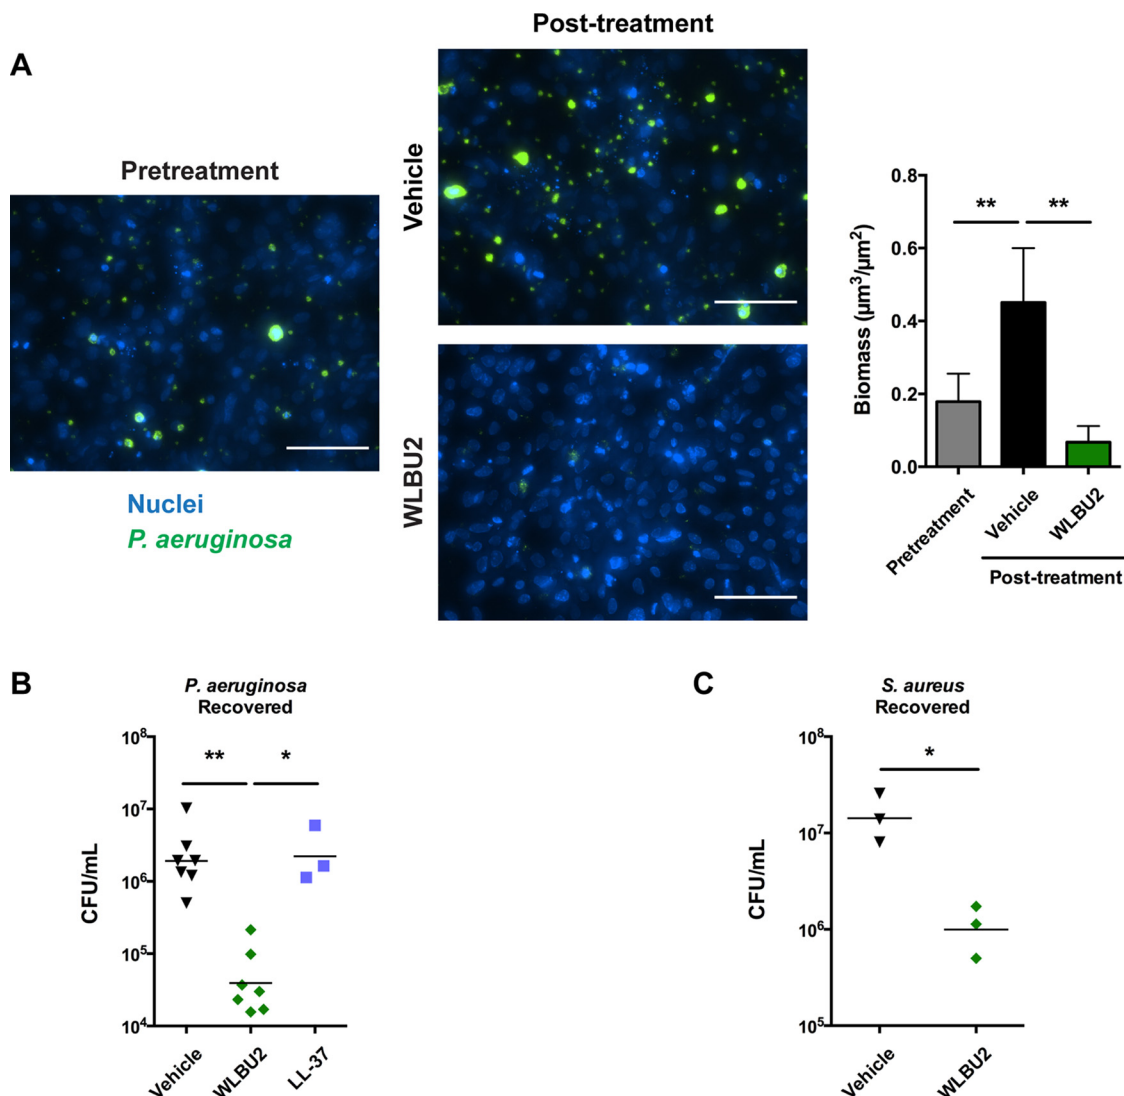 Post-treatment
A
Pretreatment
Vehicle
WLBU2
Nuclei
P. aeruginosa
0.8
0.6
0.4
0.2
0.0
Biomass (µm³/µm²)
** **
Pretreatment
Vehicle
WLBU2
Post-treatment
B
P. aeruginosa
Recovered
10⁸
10⁷
10⁶
10⁵
10⁴
CFU/mL
** *
Vehicle
WLBU2
LL-37
C
S. aureus
Recovered
10⁸
10⁷
10⁶
10⁵
CFU/mL
*
Vehicle
WLBU2